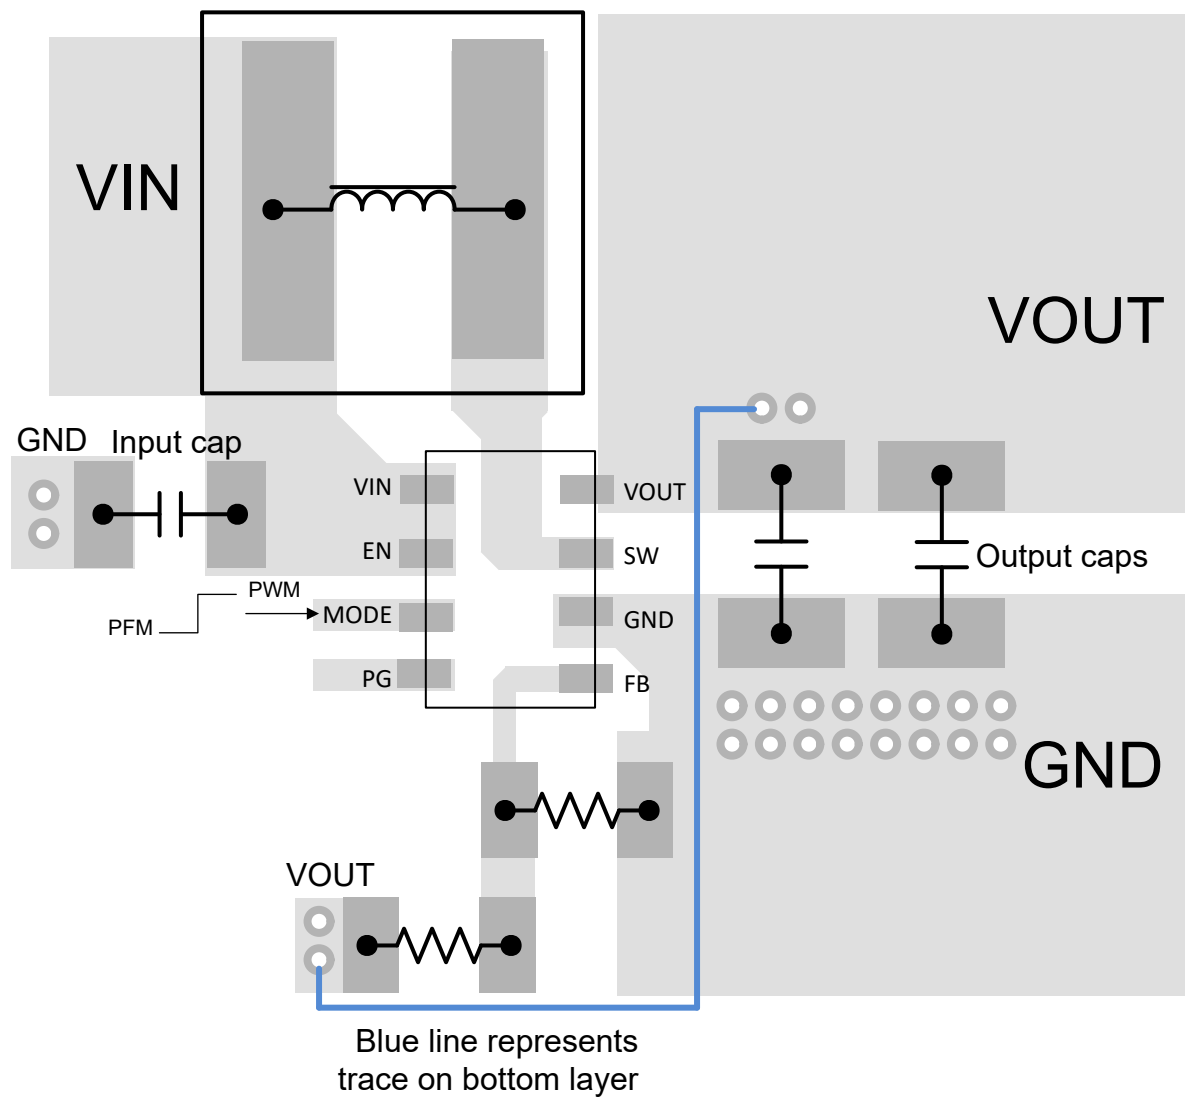 VIN
VOUT
GND
Input cap
VIN
VOUT
EN
SW
Output caps
PWM
PFM
MODE
GND
PG
FB
GND
VOUT
Blue line represents
trace on bottom layer